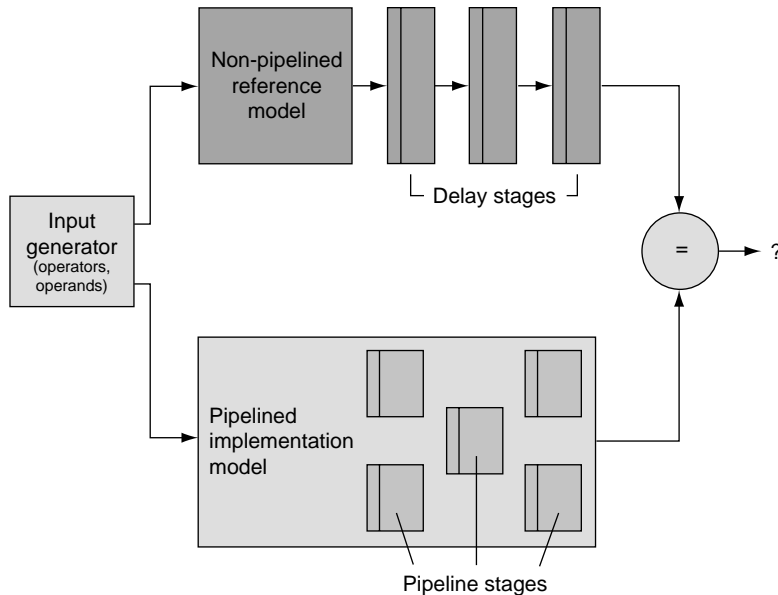 Non-pipelined
reference
model
Delay stages
Input
generator
(operators,
operands)
=
?
Pipelined
implementation
model
Pipeline stages